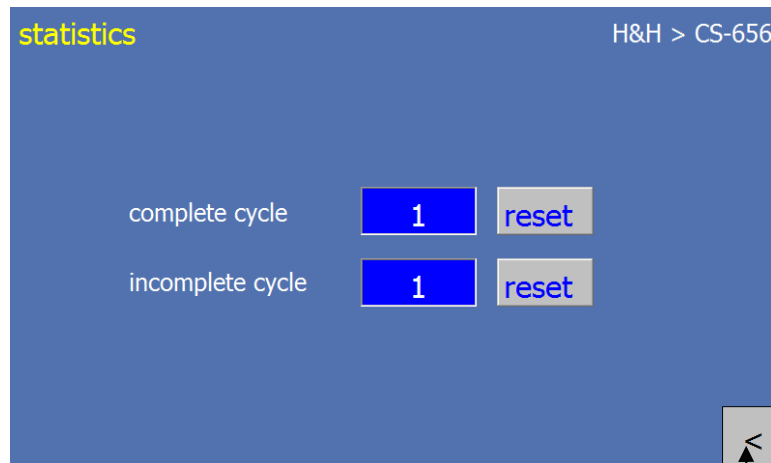 statistics H&H > CS-656
complete cycle 1 reset
incomplete cycle 1 reset
<